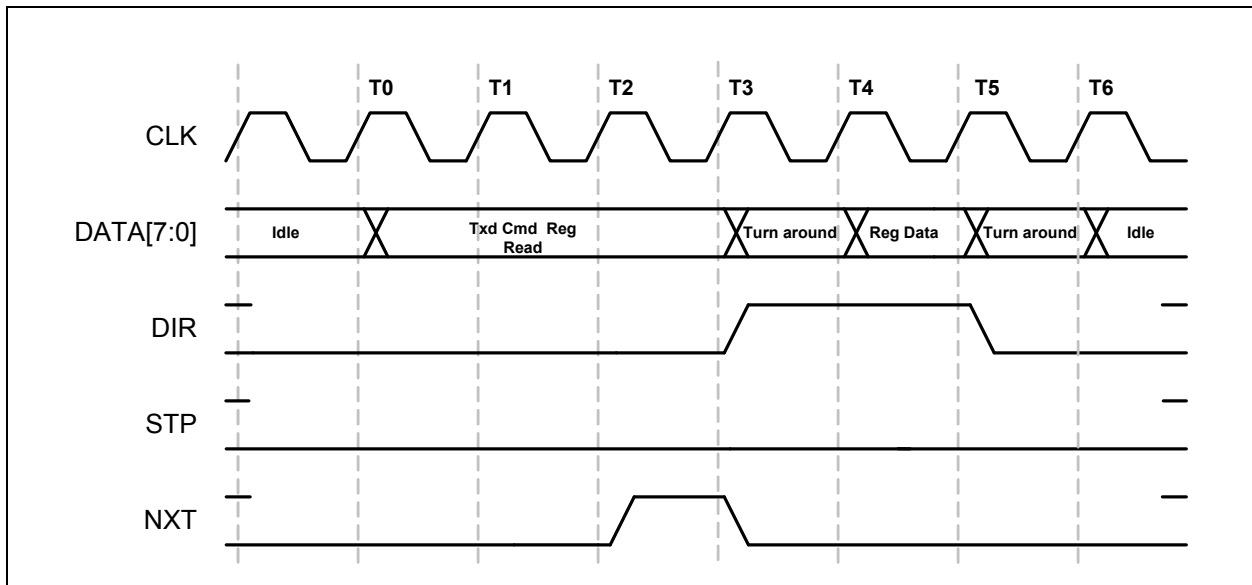 T0 T1 T2 T3 T4 T5 T6
CLK
DATA[7:0] Idle Txd Cmd Reg Turn around Reg Data Turn around Idle
Read
DIR
STP
NXT